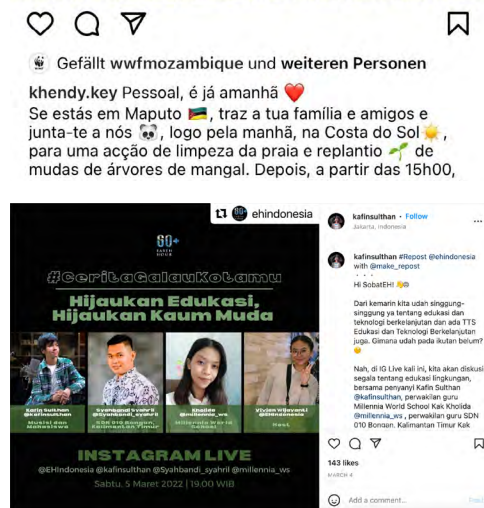 Gefällt wwfmozambique und weiteren Personen
khendy.key Pessoal, é já amanhã ❤️
Se estás em Maputo 🇲🇿, traz a tua família e amigos e
junta-te a nós 🐼, logo pela manhã, na Costa do Sol☀️,
para uma acção de limpeza da praia e replantio 🌱 de
mudas de árvores de mangal. Depois, a partir das 15h00,
ehindonesia
60+
EARTH HOUR
#CeritaGalauKotamu
Hijaukan Edukasi,
Hijaukan Kaum Muda
@kafinsulthan
Musisi dan
Mahasiswa
Syahbandi Syahril
@Syahbandi_syahril
SDN 010 Bongan,
Kalimantan Timur
Kholida
@millennia_ws
Millennia World
School
Vivien Wijayanti
Host
INSTAGRAM LIVE
@EHIndonesia @kafinsulthan @Syahbandi_syahril @millennia_ws
Sabtu, 5 Maret 2022 | 19.00 WIB
kafinsulthan • Follow
Jakarta, Indonesia
kafinsulthan #Repost @ehindonesia
with @make_repost
・・・
Hi SobatEH! 👋😊
Dari kemarin kita udah singgung-
singgung ya tentang edukasi dan
teknologi berkelanjutan dan ada TTS
Edukasi dan Teknologi Berkelanjutan
juga. Gimana udah pada ikutan belum?
Nah, di IG Live kali ini, kita akan diskusi
segala tentang edukasi lingkungan,
bersama penyanyi Kafin Sulthan
@kafinsulthan, perwakilan guru
Millennia World School Kak Kholida
@millennia_ws , perwakilan guru SDN
010 Bongan, Kalimantan Timur Kak
143 likes
MARCH 4
Add a comment...
Post